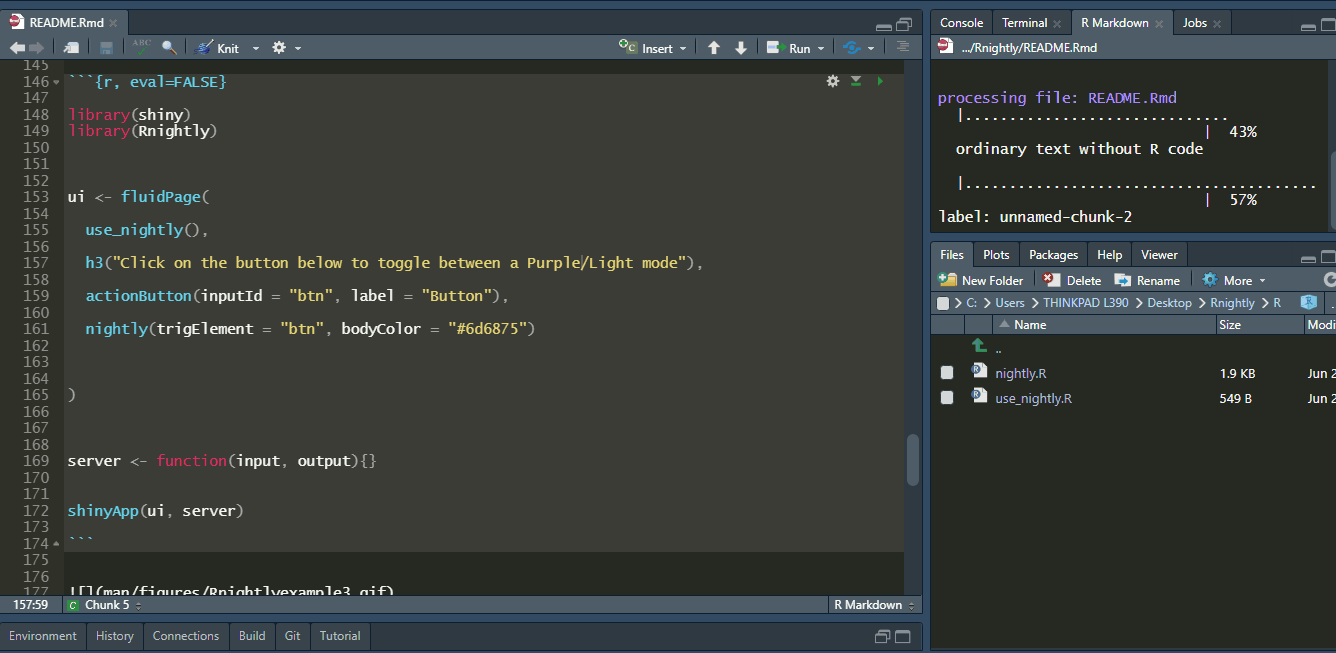 README.Rmd
ABC
Knit
Insert
Run
145
146 ```{r, eval=FALSE}
147
148 library(shiny)
149 library(Rnightly)
150
151
152
153 ui <- fluidPage(
154
155 use_nightly(),
156
157 h3("Click on the button below to toggle between a Purple/Light mode"),
158
159 actionButton(inputId = "btn", label = "Button"),
160
161 nightly(trigElement = "btn", bodyColor = "#6d6875")
162
163
164
165 )
166
167
168
169 server <- function(input, output){}
170
171
172 shinyApp(ui, server)
173
174 ```
175
176
177 ![](man/figures/Rnightlyexample3.gif)
157:59 C Chunk 5 R Markdown
Environment History Connections Build Git Tutorial
Console Terminal R Markdown Jobs
.../Rnightly/README.Rmd
processing file: README.Rmd
|..............................
| 43%
ordinary text without R code
|........................................
| 57%
label: unnamed-chunk-2
Files Plots Packages Help Viewer
New Folder Delete Rename More
C: > Users > THINKPAD L390 > Desktop > Rnightly > R
Name Size Modi
..
nightly.R 1.9 KB Jun 2
use_nightly.R 549 B Jun 2